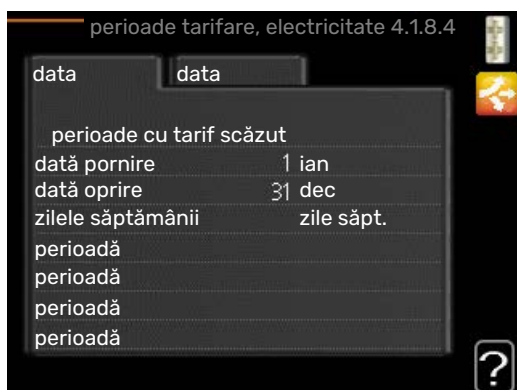 perioade tarifare, electricitate 4.1.8.4
data data
perioade cu tarif scăzut
dată pornire 1 ian
dată oprire 31 dec
zilele săptămânii zile săpt.
perioadă
perioadă
perioadă
perioadă
?